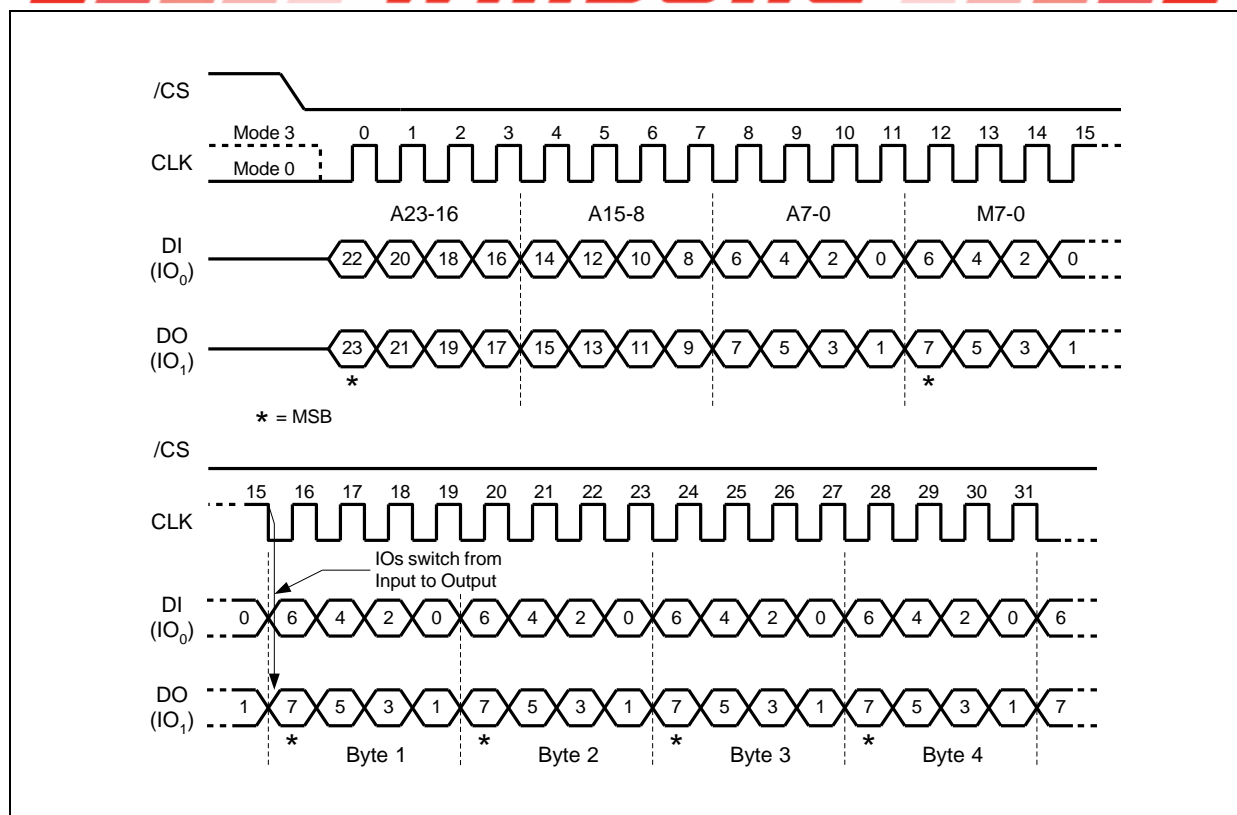 /CS
Mode 3
0 1 2 3 4 5 6 7 8 9 10 11 12 13 14 15
CLK
Mode 0
A23-16 A15-8 A7-0 M7-0
DI
(IO0)
22 20 18 16 14 12 10 8 6 4 2 0 6 4 2 0
DO
(IO1)
23 21 19 17 15 13 11 9 7 5 3 1 7 5 3 1
* *
* = MSB
/CS
15 16 17 18 19 20 21 22 23 24 25 26 27 28 29 30 31
CLK
IOs switch from
Input to Output
DI
(IO0)
0 6 4 2 0 6 4 2 0 6 4 2 0 6 4 2 0 6
DO
(IO1)
1 7 5 3 1 7 5 3 1 7 5 3 1 7 5 3 1 7
* * * *
Byte 1 Byte 2 Byte 3 Byte 4